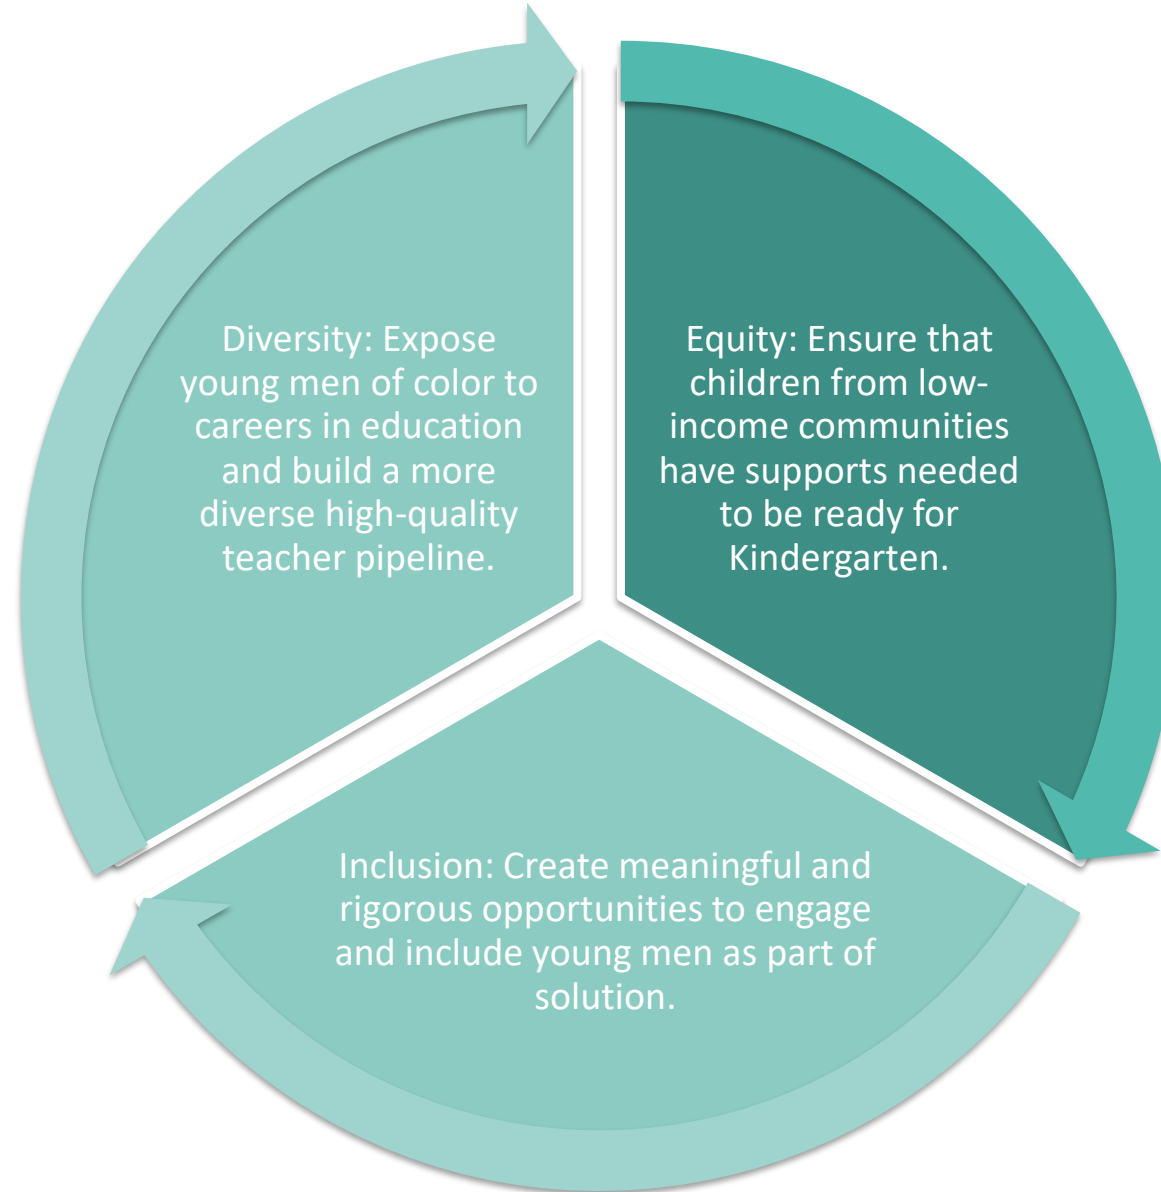 Diversity: Expose
young men of color to
careers in education
and build a more
diverse high-quality
teacher pipeline.
Equity: Ensure that
children from low-
income communities
have supports needed
to be ready for
Kindergarten.
Inclusion: Create meaningful and
rigorous opportunities to engage
and include young men as part of
solution.